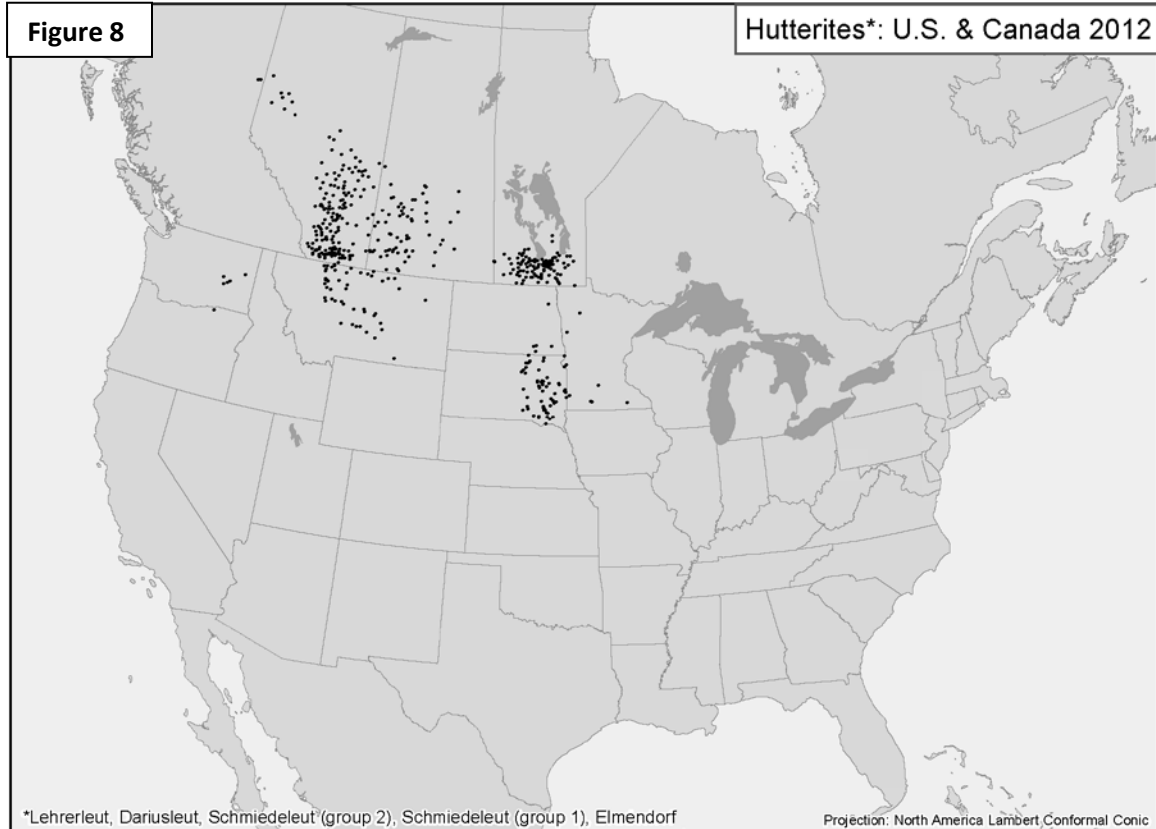 Figure 8
Hutterites*: U.S. & Canada 2012
*Lehrerleut, Dariusleut, Schmiedeleut (group 2), Schmiedeleut (group 1), Elmendorf
Projection: North America Lambert Conformal Conic